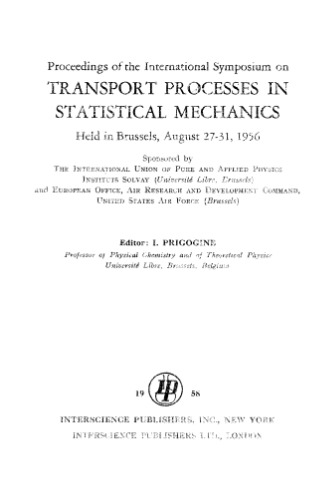 Proceedings of the International Symposium on
TRANSPORT PROCESSES IN
STATISTICAL MECHANICS
Held in Brussels, August 27-31, 1956
Sponsored by
THE INTERNATIONAL UNION OF PURE AND APPLIED PHYSICS
INSTITUTS SOLVAY (Université Libre, Brussels)
and EUROPEAN OFFICE, AIR RESEARCH AND DEVELOPMENT COMMAND,
UNITED STATES AIR FORCE (Brussels)
Editor: I. PRIGOGINE
Professor of Physical Chemistry and of Theoretical Physics
Université Libre, Brussels, Belgium
19 58
INTERSCIENCE PUBLISHERS, INC., NEW YORK
INTERSCIENCE PUBLISHERS LTD., LONDON